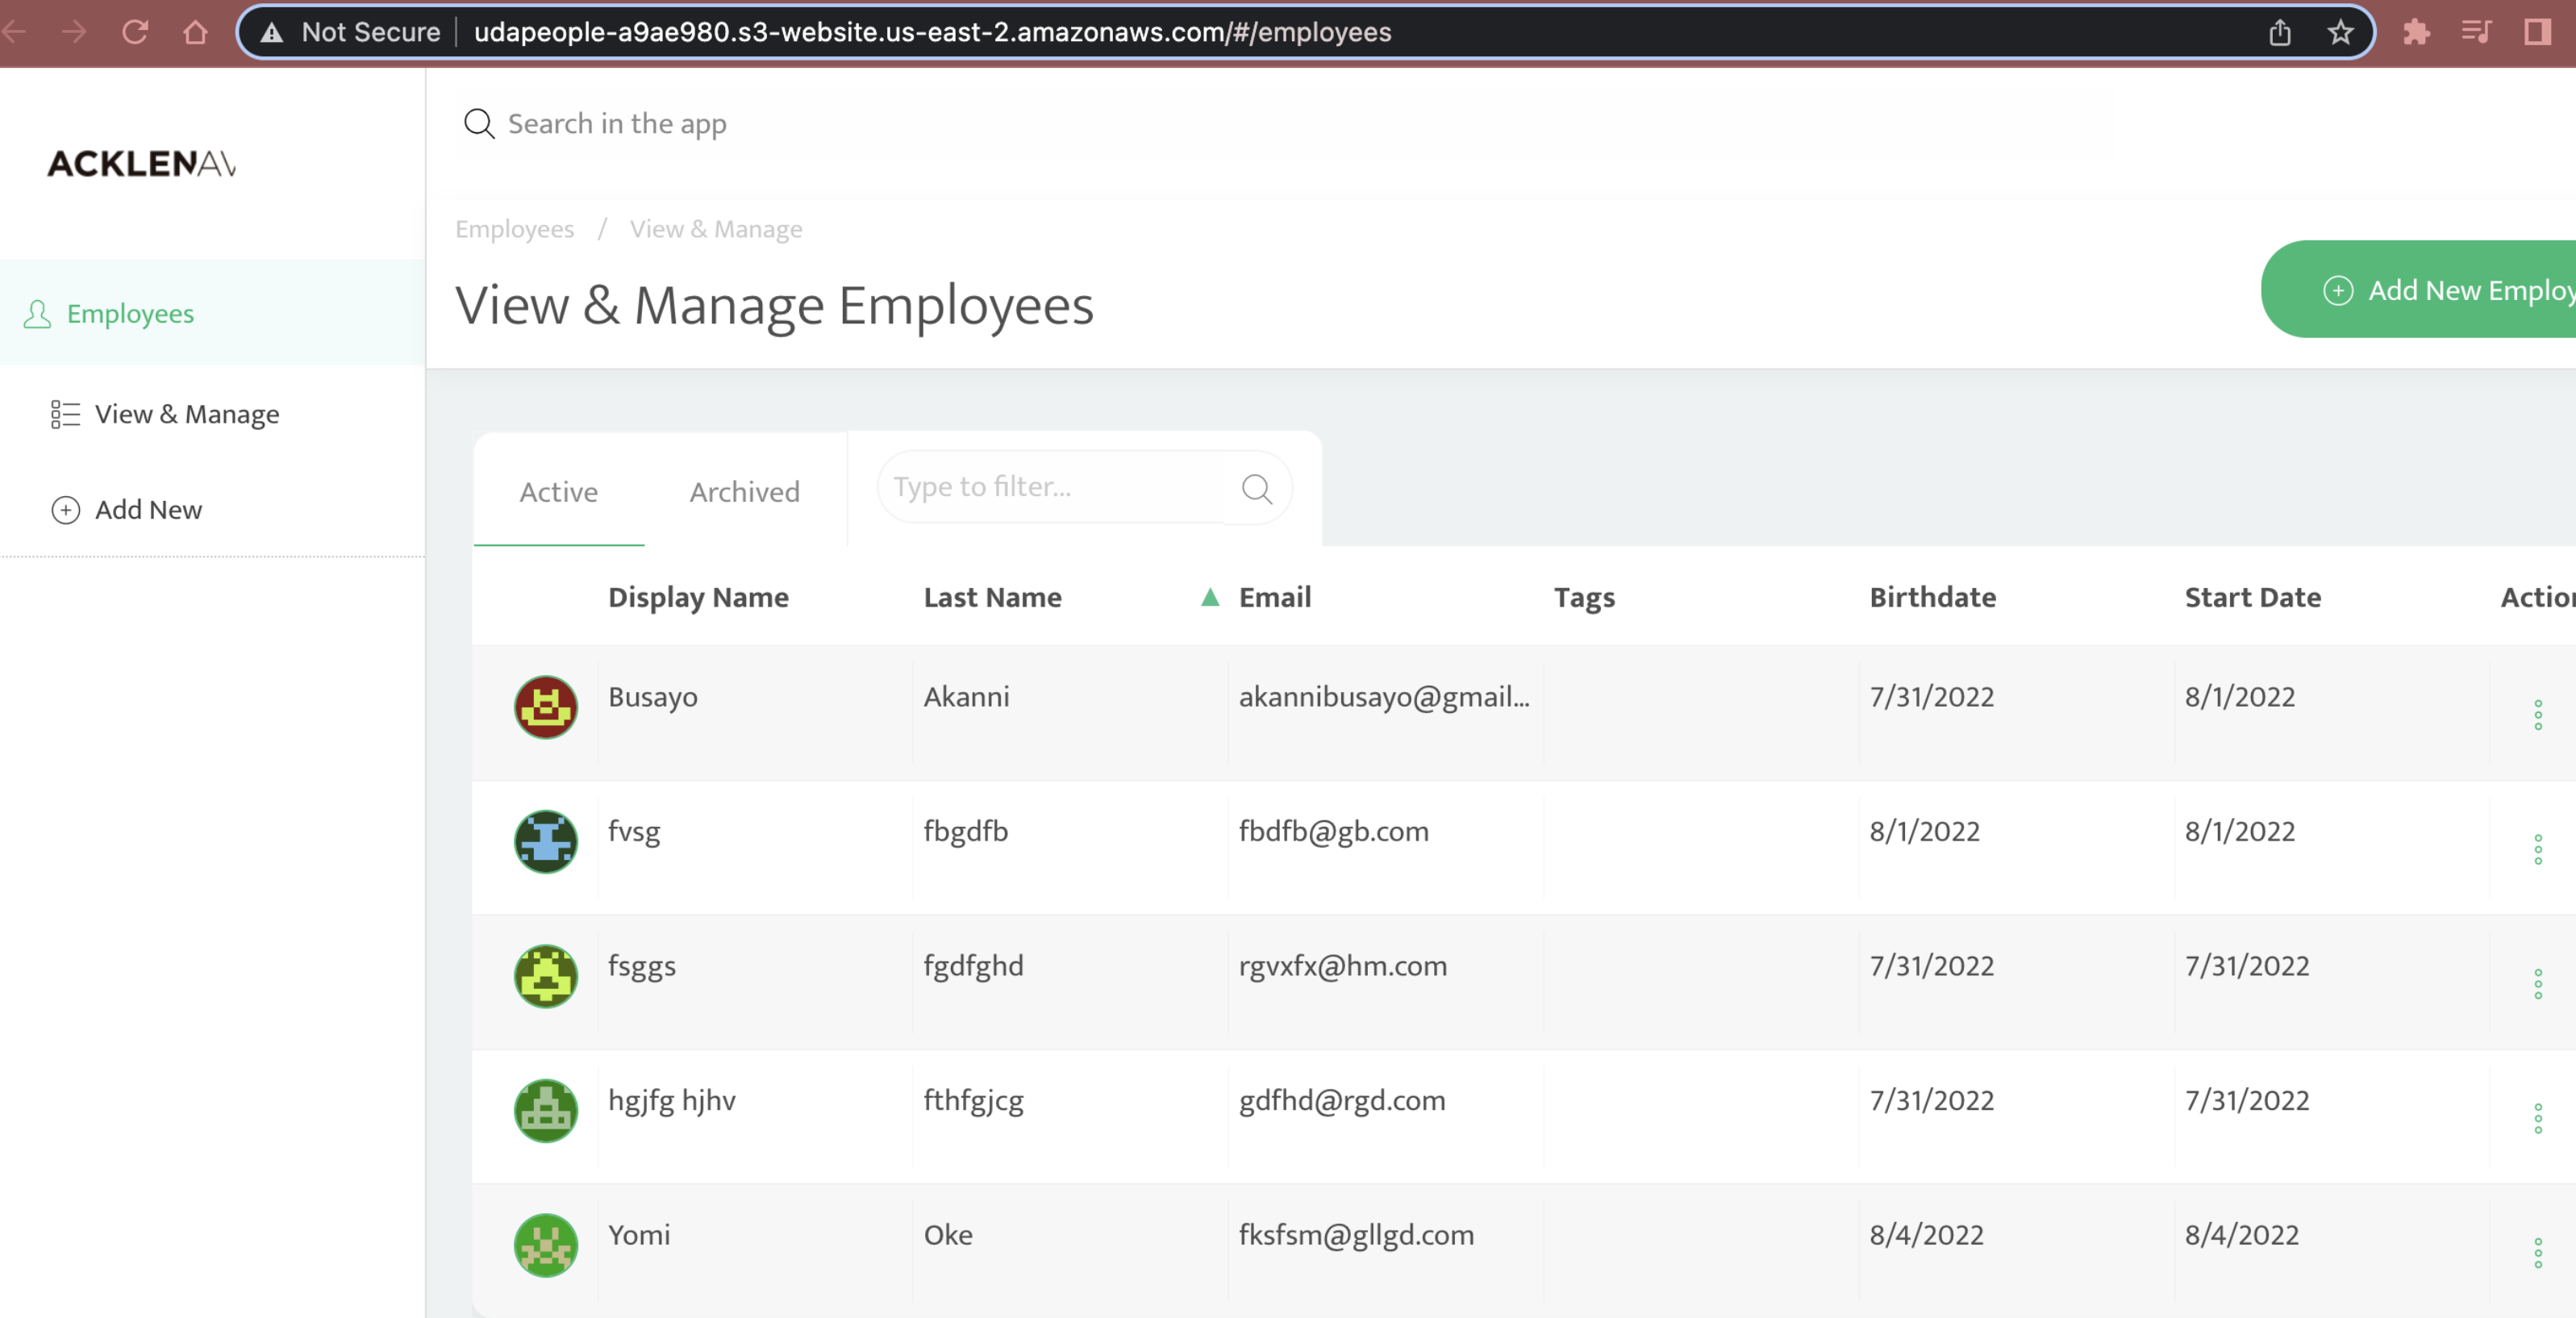 Not Secure udapeople-a9ae980.s3-website.us-east-2.amazonaws.com/#/employees
ACKLENAV
Search in the app
Employees / View & Manage
View & Manage Employees
Add New Employ
Employees
View & Manage
Add New
Active Archived Type to filter...
Display Name Last Name Email Tags Birthdate Start Date Action
Busayo Akanni akannibusayo@gmail... 7/31/2022 8/1/2022
fvsg fbgdfb fbdfb@gb.com 8/1/2022 8/1/2022
fsggs fgdfghd rgvxfx@hm.com 7/31/2022 7/31/2022
hgjfg hjhv fthfgjcg gdfhd@rgd.com 7/31/2022 7/31/2022
Yomi Oke fksfsm@gllgd.com 8/4/2022 8/4/2022